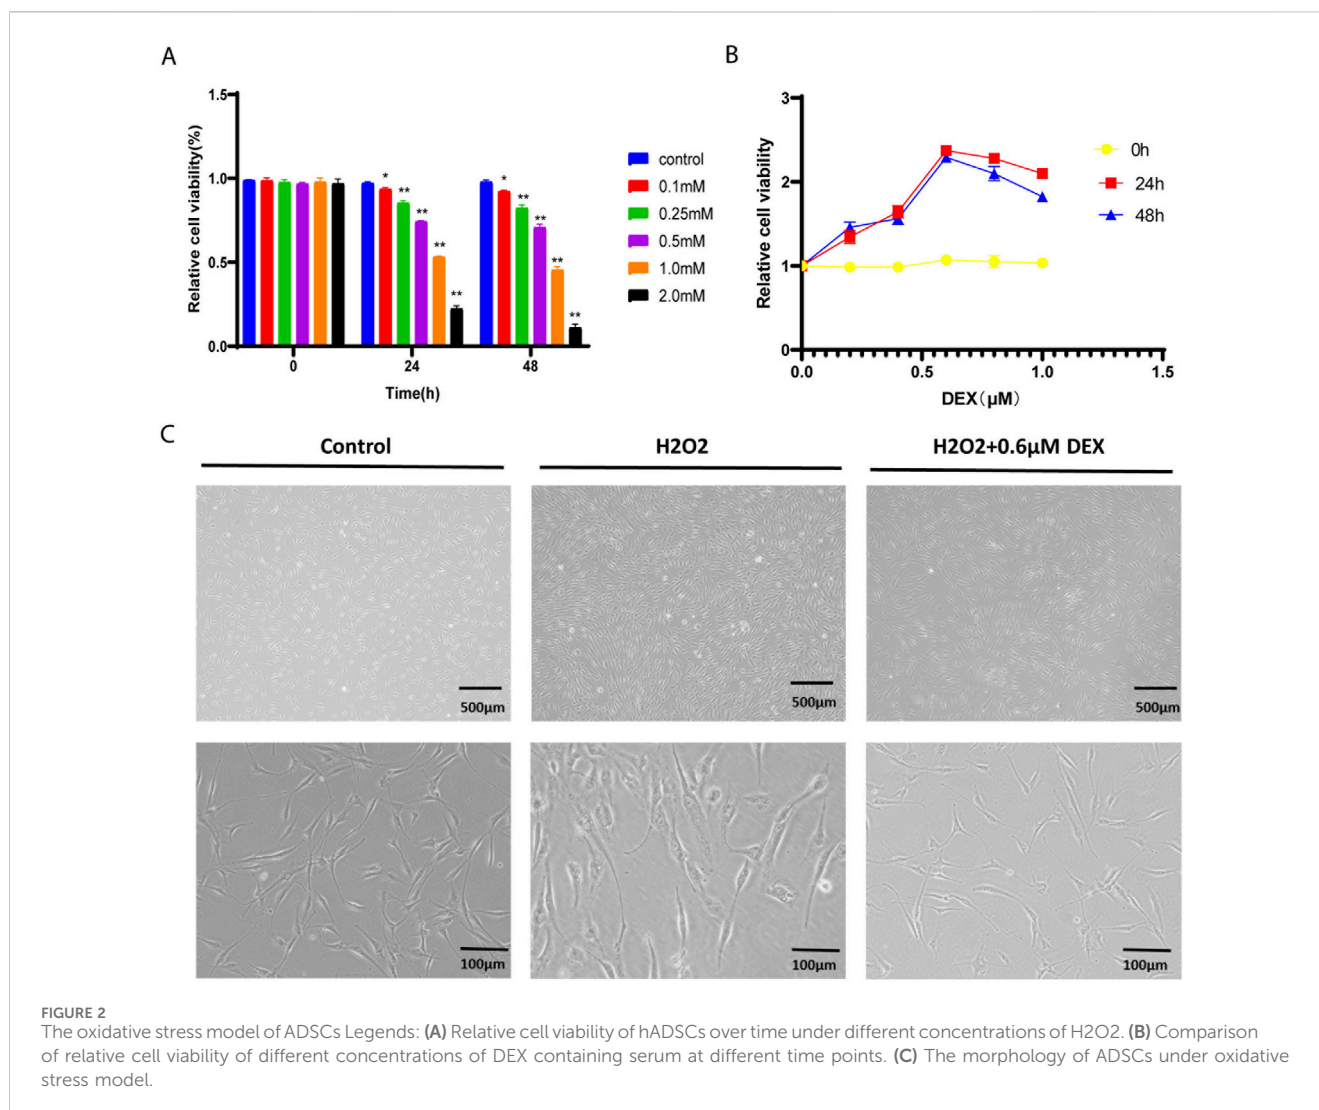 A
Relative cell viability(%)
1.5
1.0
0.5
0.0
* ** ** ** **
* ** ** ** **
0 24 48
Time(h)
control
0.1mM
0.25mM
0.5mM
1.0mM
2.0mM
B
Relative cell viability
3
2
1
0
0.0 0.5 1.0 1.5
DEX(μM)
0h
24h
48h
C
Control H2O2 H2O2+0.6μM DEX
500μm 500μm 500μm
100μm 100μm 100μm
FIGURE 2
The oxidative stress model of ADSCs Legends: (A) Relative cell viability of hADSCs over time under different concentrations of H2O2. (B) Comparison
of relative cell viability of different concentrations of DEX containing serum at different time points. (C) The morphology of ADSCs under oxidative
stress model.